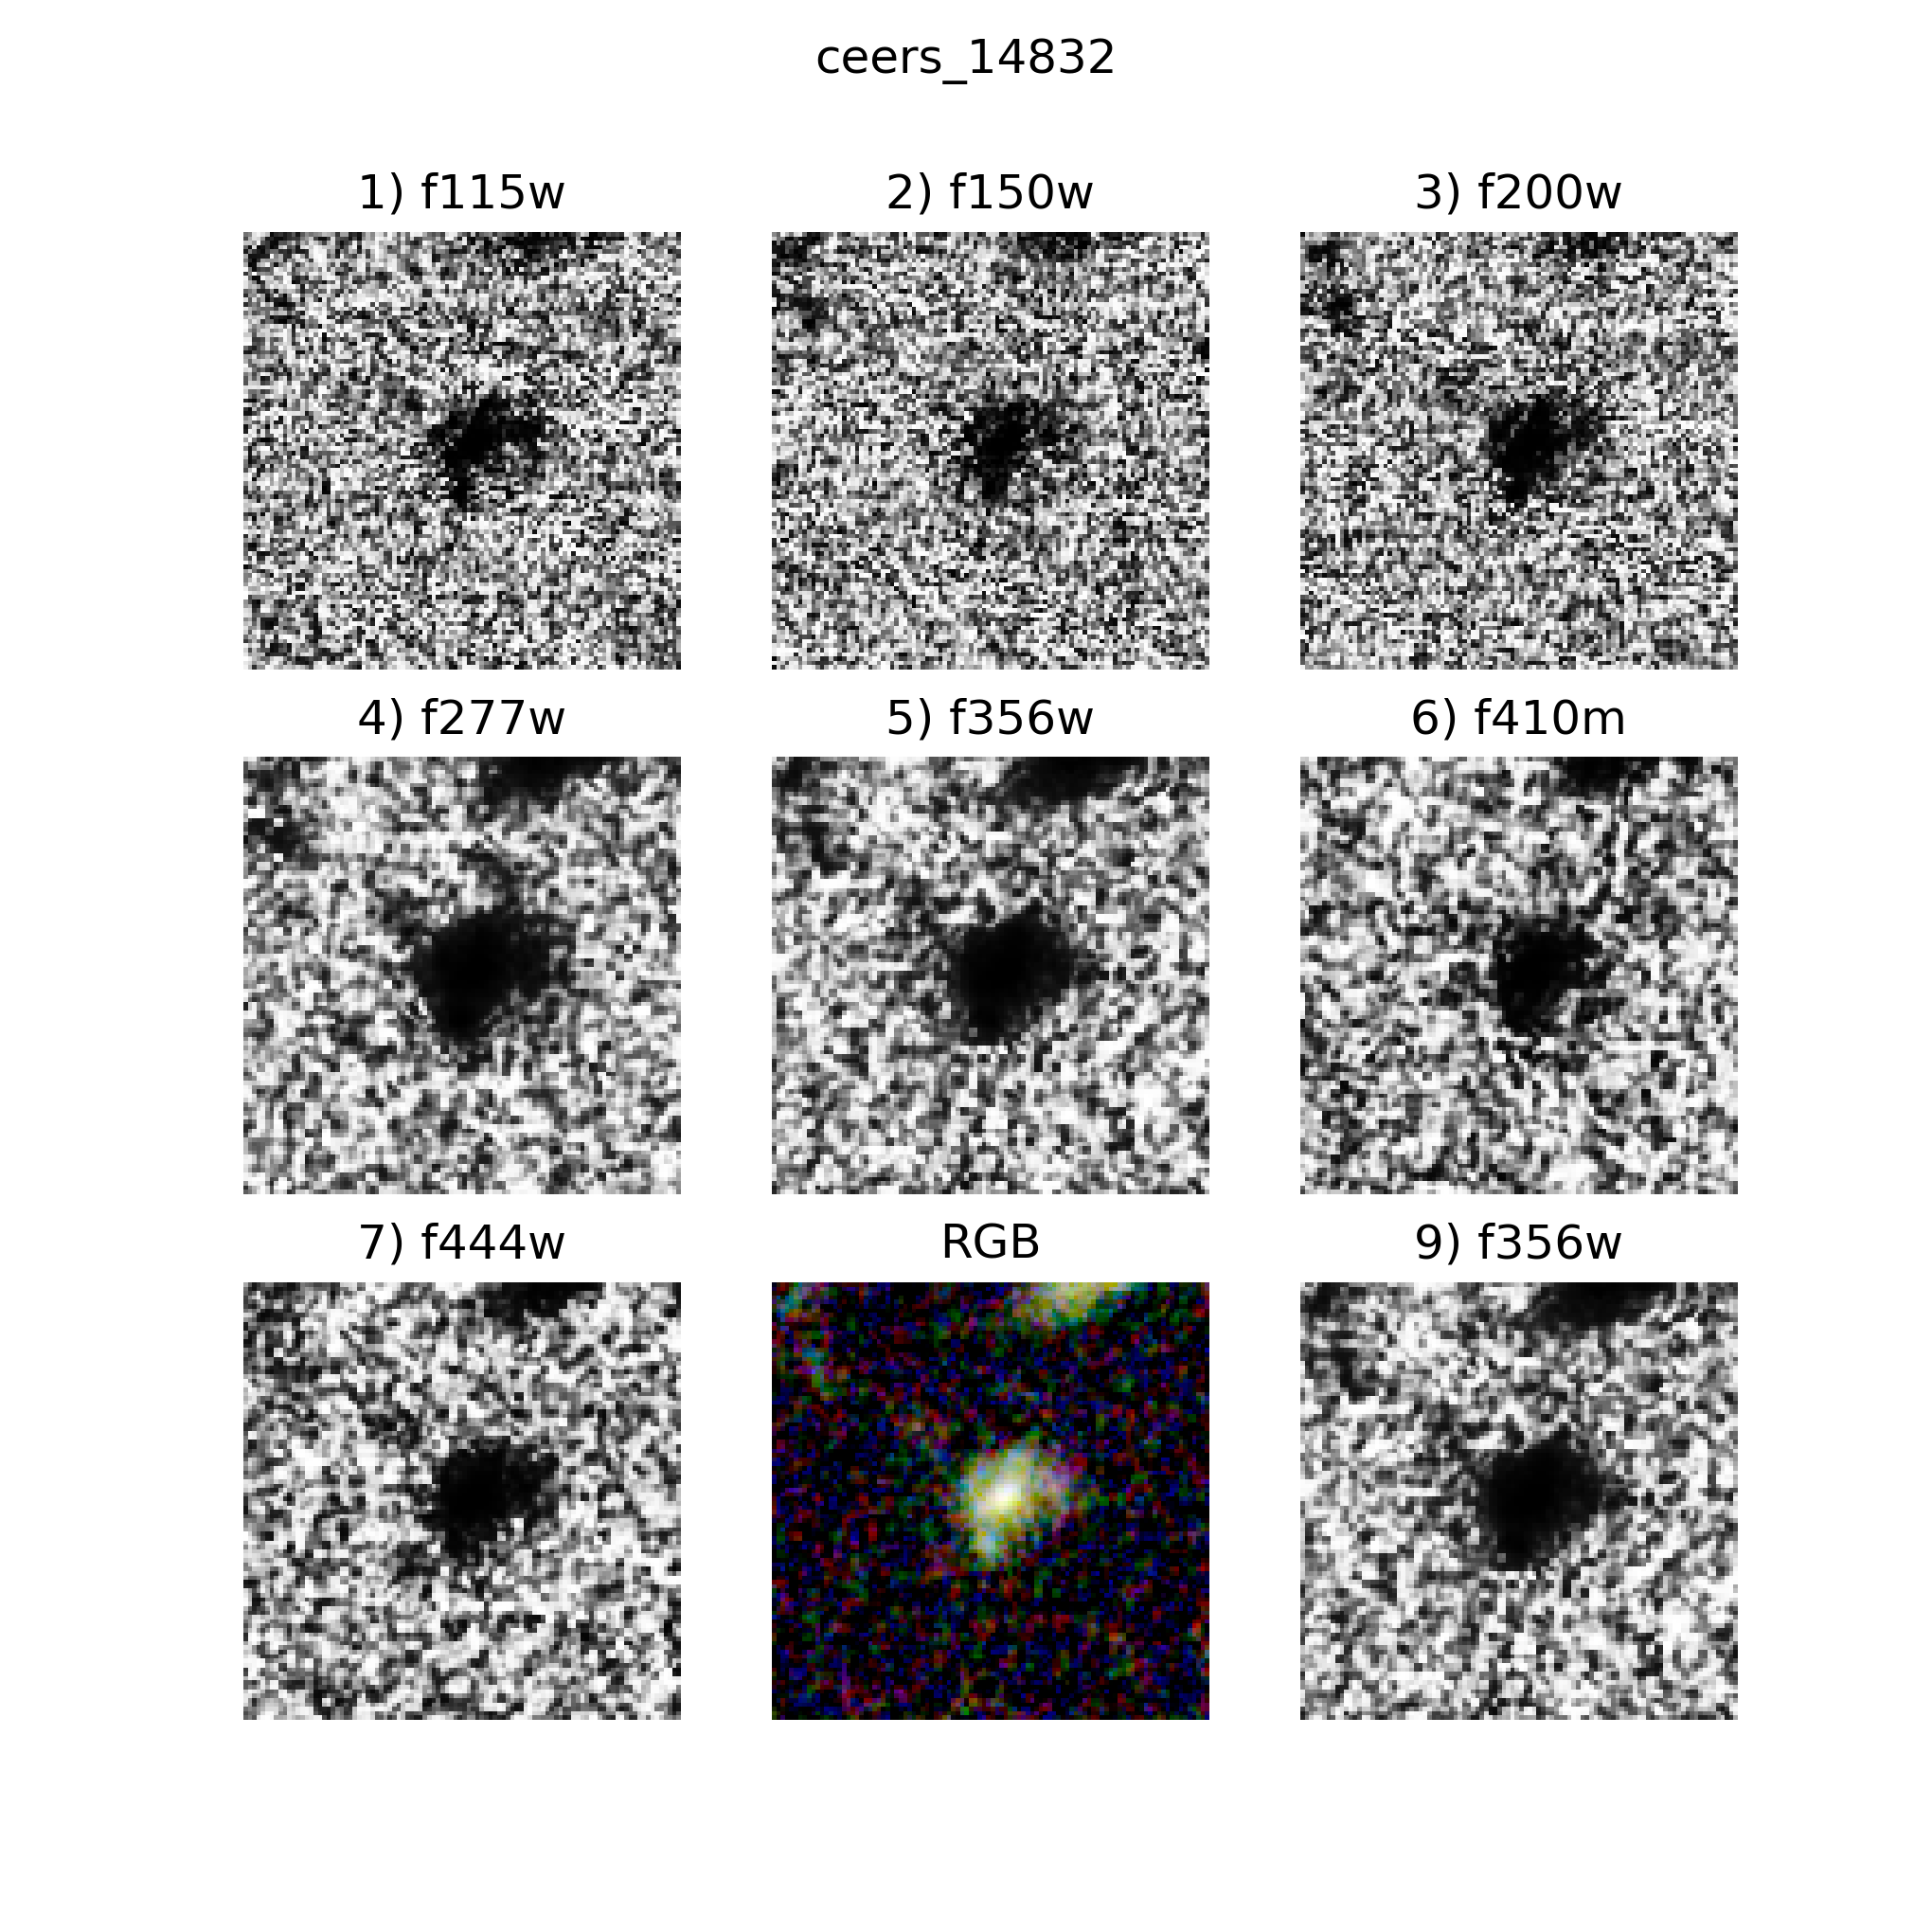 ceers_14832
1) f115w
2) f150w
3) f200w
4) f277w
5) f356w
6) f410m
7) f444w
RGB
9) f356w